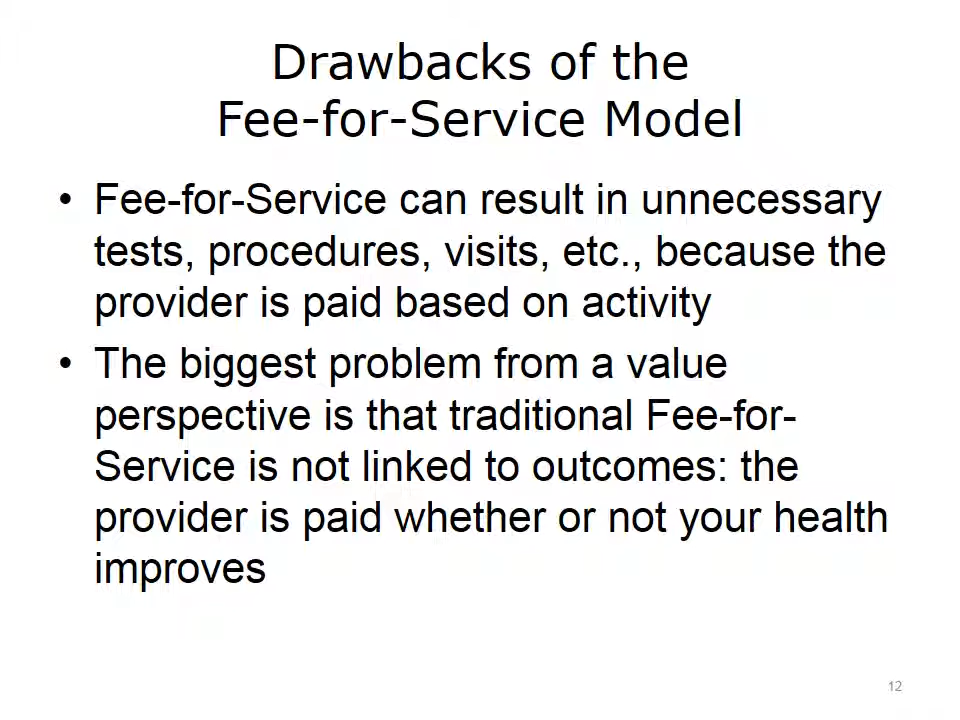 Drawbacks of the
Fee-for-Service Model
• Fee-for-Service can result in unnecessary
tests, procedures, visits, etc., because the
provider is paid based on activity
• The biggest problem from a value
perspective is that traditional Fee-for-
Service is not linked to outcomes: the
provider is paid whether or not your health
improves
12